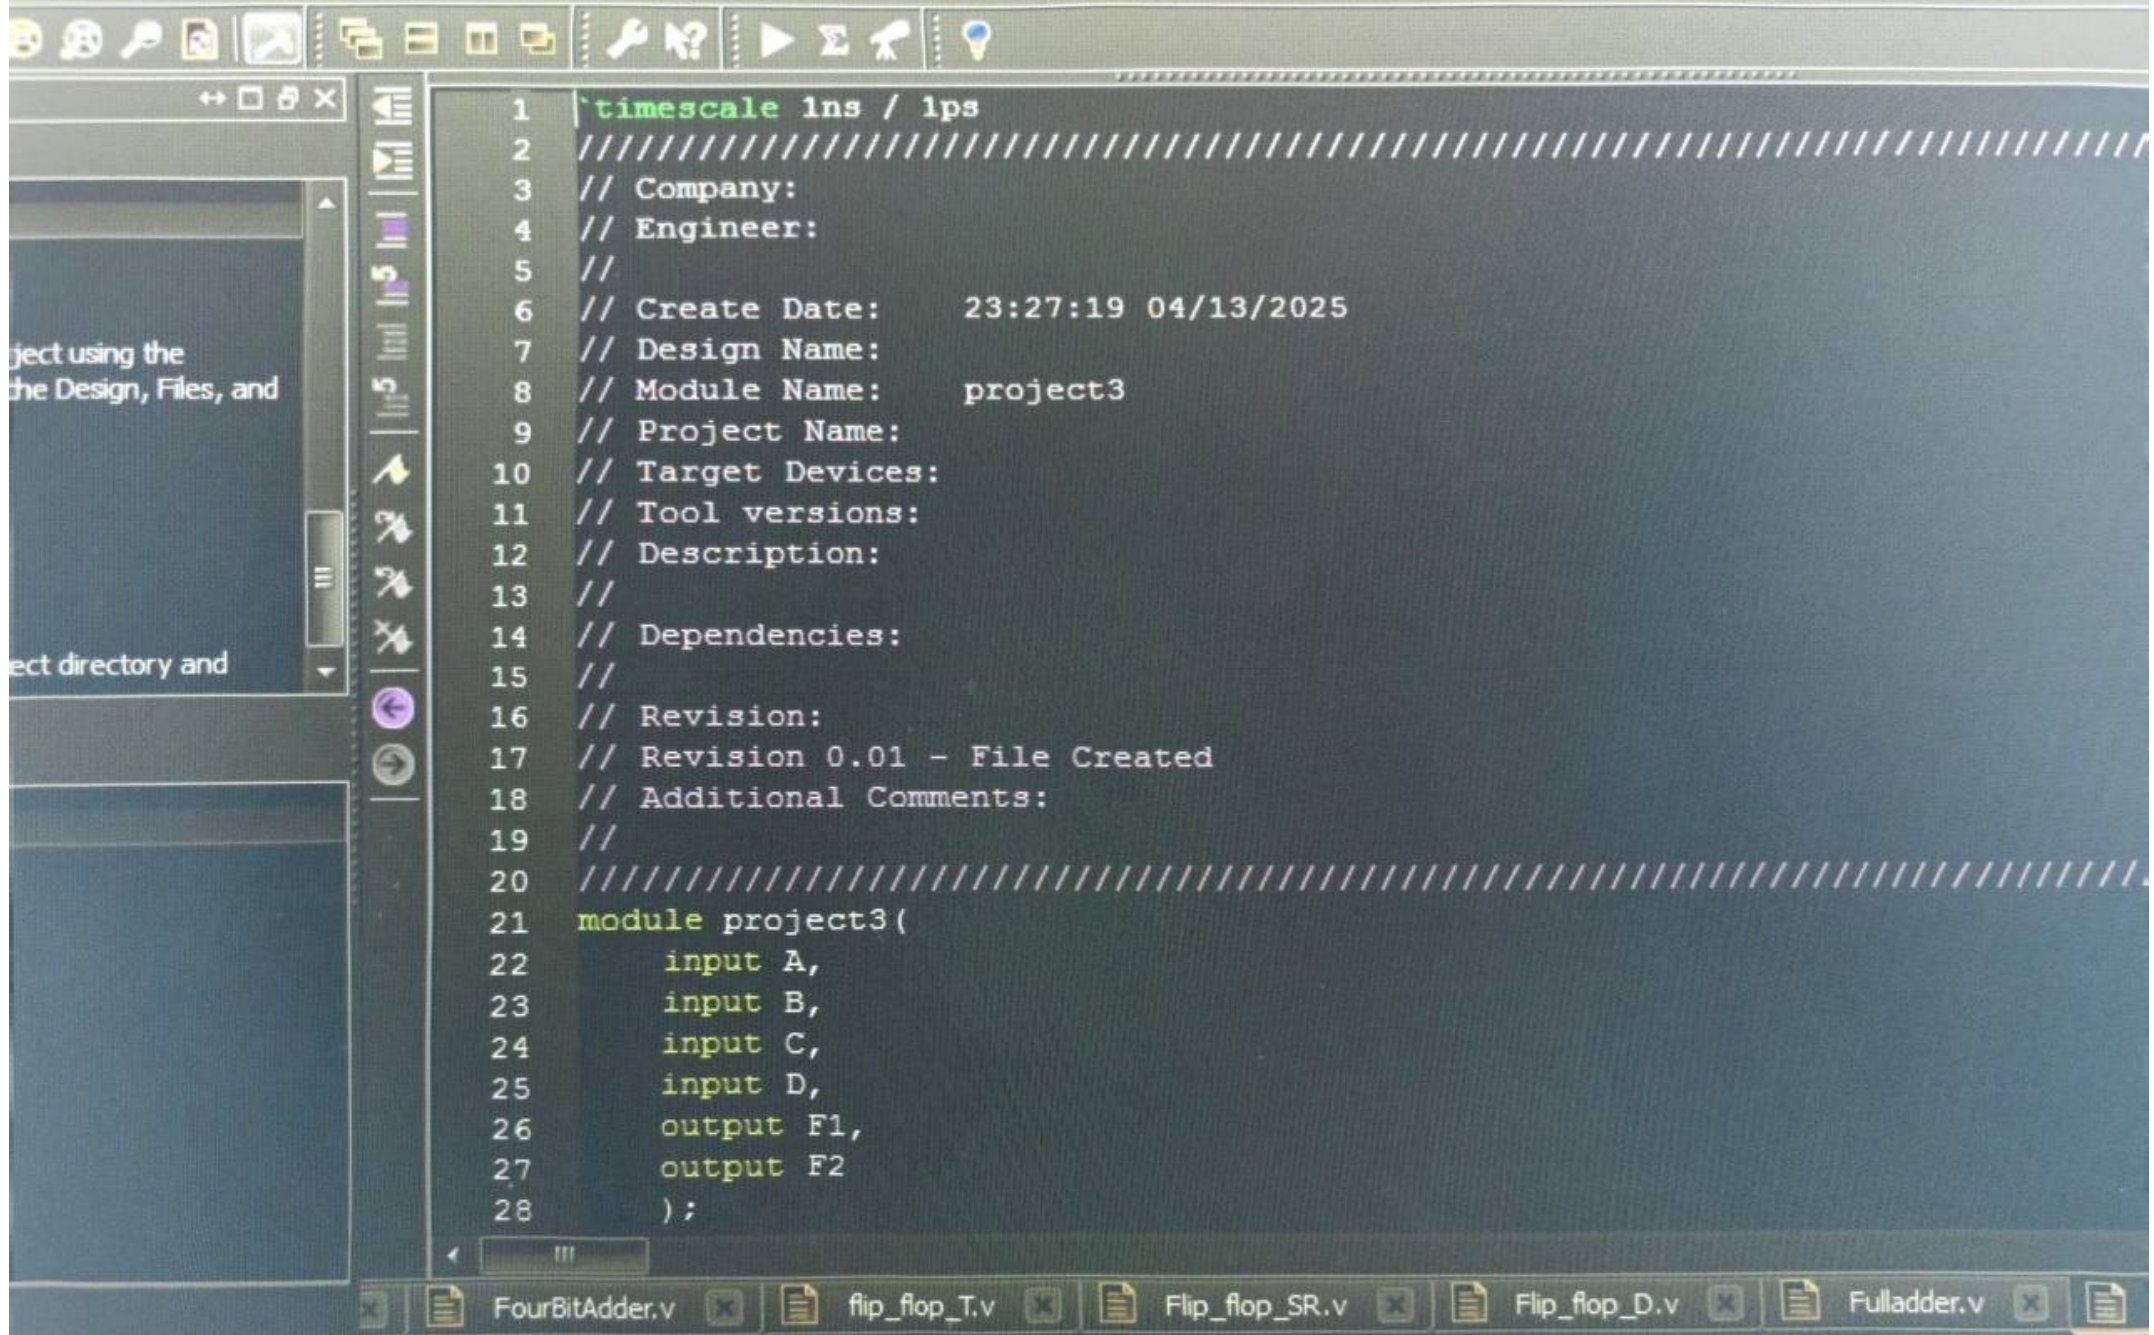 ject using the
he Design, Files, and
ect directory and
1 `timescale 1ns / 1ps
2 ////////////////////////////////////////////////////////////////////////////////
3 // Company:
4 // Engineer:
5 //
6 // Create Date:    23:27:19 04/13/2025
7 // Design Name:
8 // Module Name:    project3
9 // Project Name:
10 // Target Devices:
11 // Tool versions:
12 // Description:
13 //
14 // Dependencies:
15 //
16 // Revision:
17 // Revision 0.01 - File Created
18 // Additional Comments:
19 //
20 ////////////////////////////////////////////////////////////////////////////////
21 module project3(
22     input A,
23     input B,
24     input C,
25     input D,
26     output F1,
27     output F2
28     );
FourBitAdder.v flip_flop_T.v Flip_flop_SR.v Flip_flop_D.v Fulladder.v